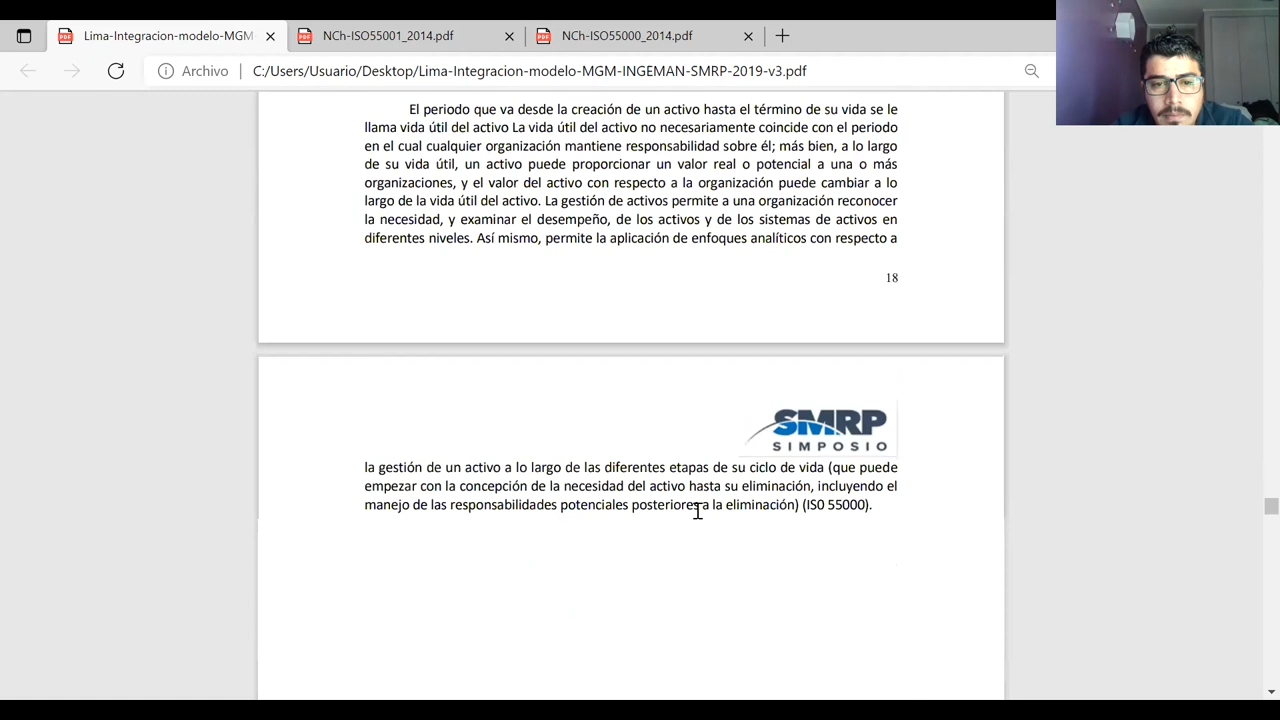 Lima-Integracion-modelo-MGM-
NCh-ISO55001_2014.pdf
NCh-ISO55000_2014.pdf
Archivo
C:/Users/Usuario/Desktop/Lima-Integracion-modelo-MGM-INGEMAN-SMRP-2019-v3.pdf
El periodo que va desde la creación de un activo hasta el término de su vida se le
llama vida útil del activo La vida útil del activo no necesariamente coincide con el periodo
en el cual cualquier organización mantiene responsabilidad sobre él; más bien, a lo largo
de su vida útil, un activo puede proporcionar un valor real o potencial a una o más
organizaciones, y el valor del activo con respecto a la organización puede cambiar a lo
largo de la vida útil del activo. La gestión de activos permite a una organización reconocer
la necesidad, y examinar el desempeño, de los activos y de los sistemas de activos en
diferentes niveles. Así mismo, permite la aplicación de enfoques analíticos con respecto a
18
SMRP
SIMPOSIO
la gestión de un activo a lo largo de las diferentes etapas de su ciclo de vida (que puede
empezar con la concepción de la necesidad del activo hasta su eliminación, incluyendo el
manejo de las responsabilidades potenciales posteriores a la eliminación) (IS0 55000).